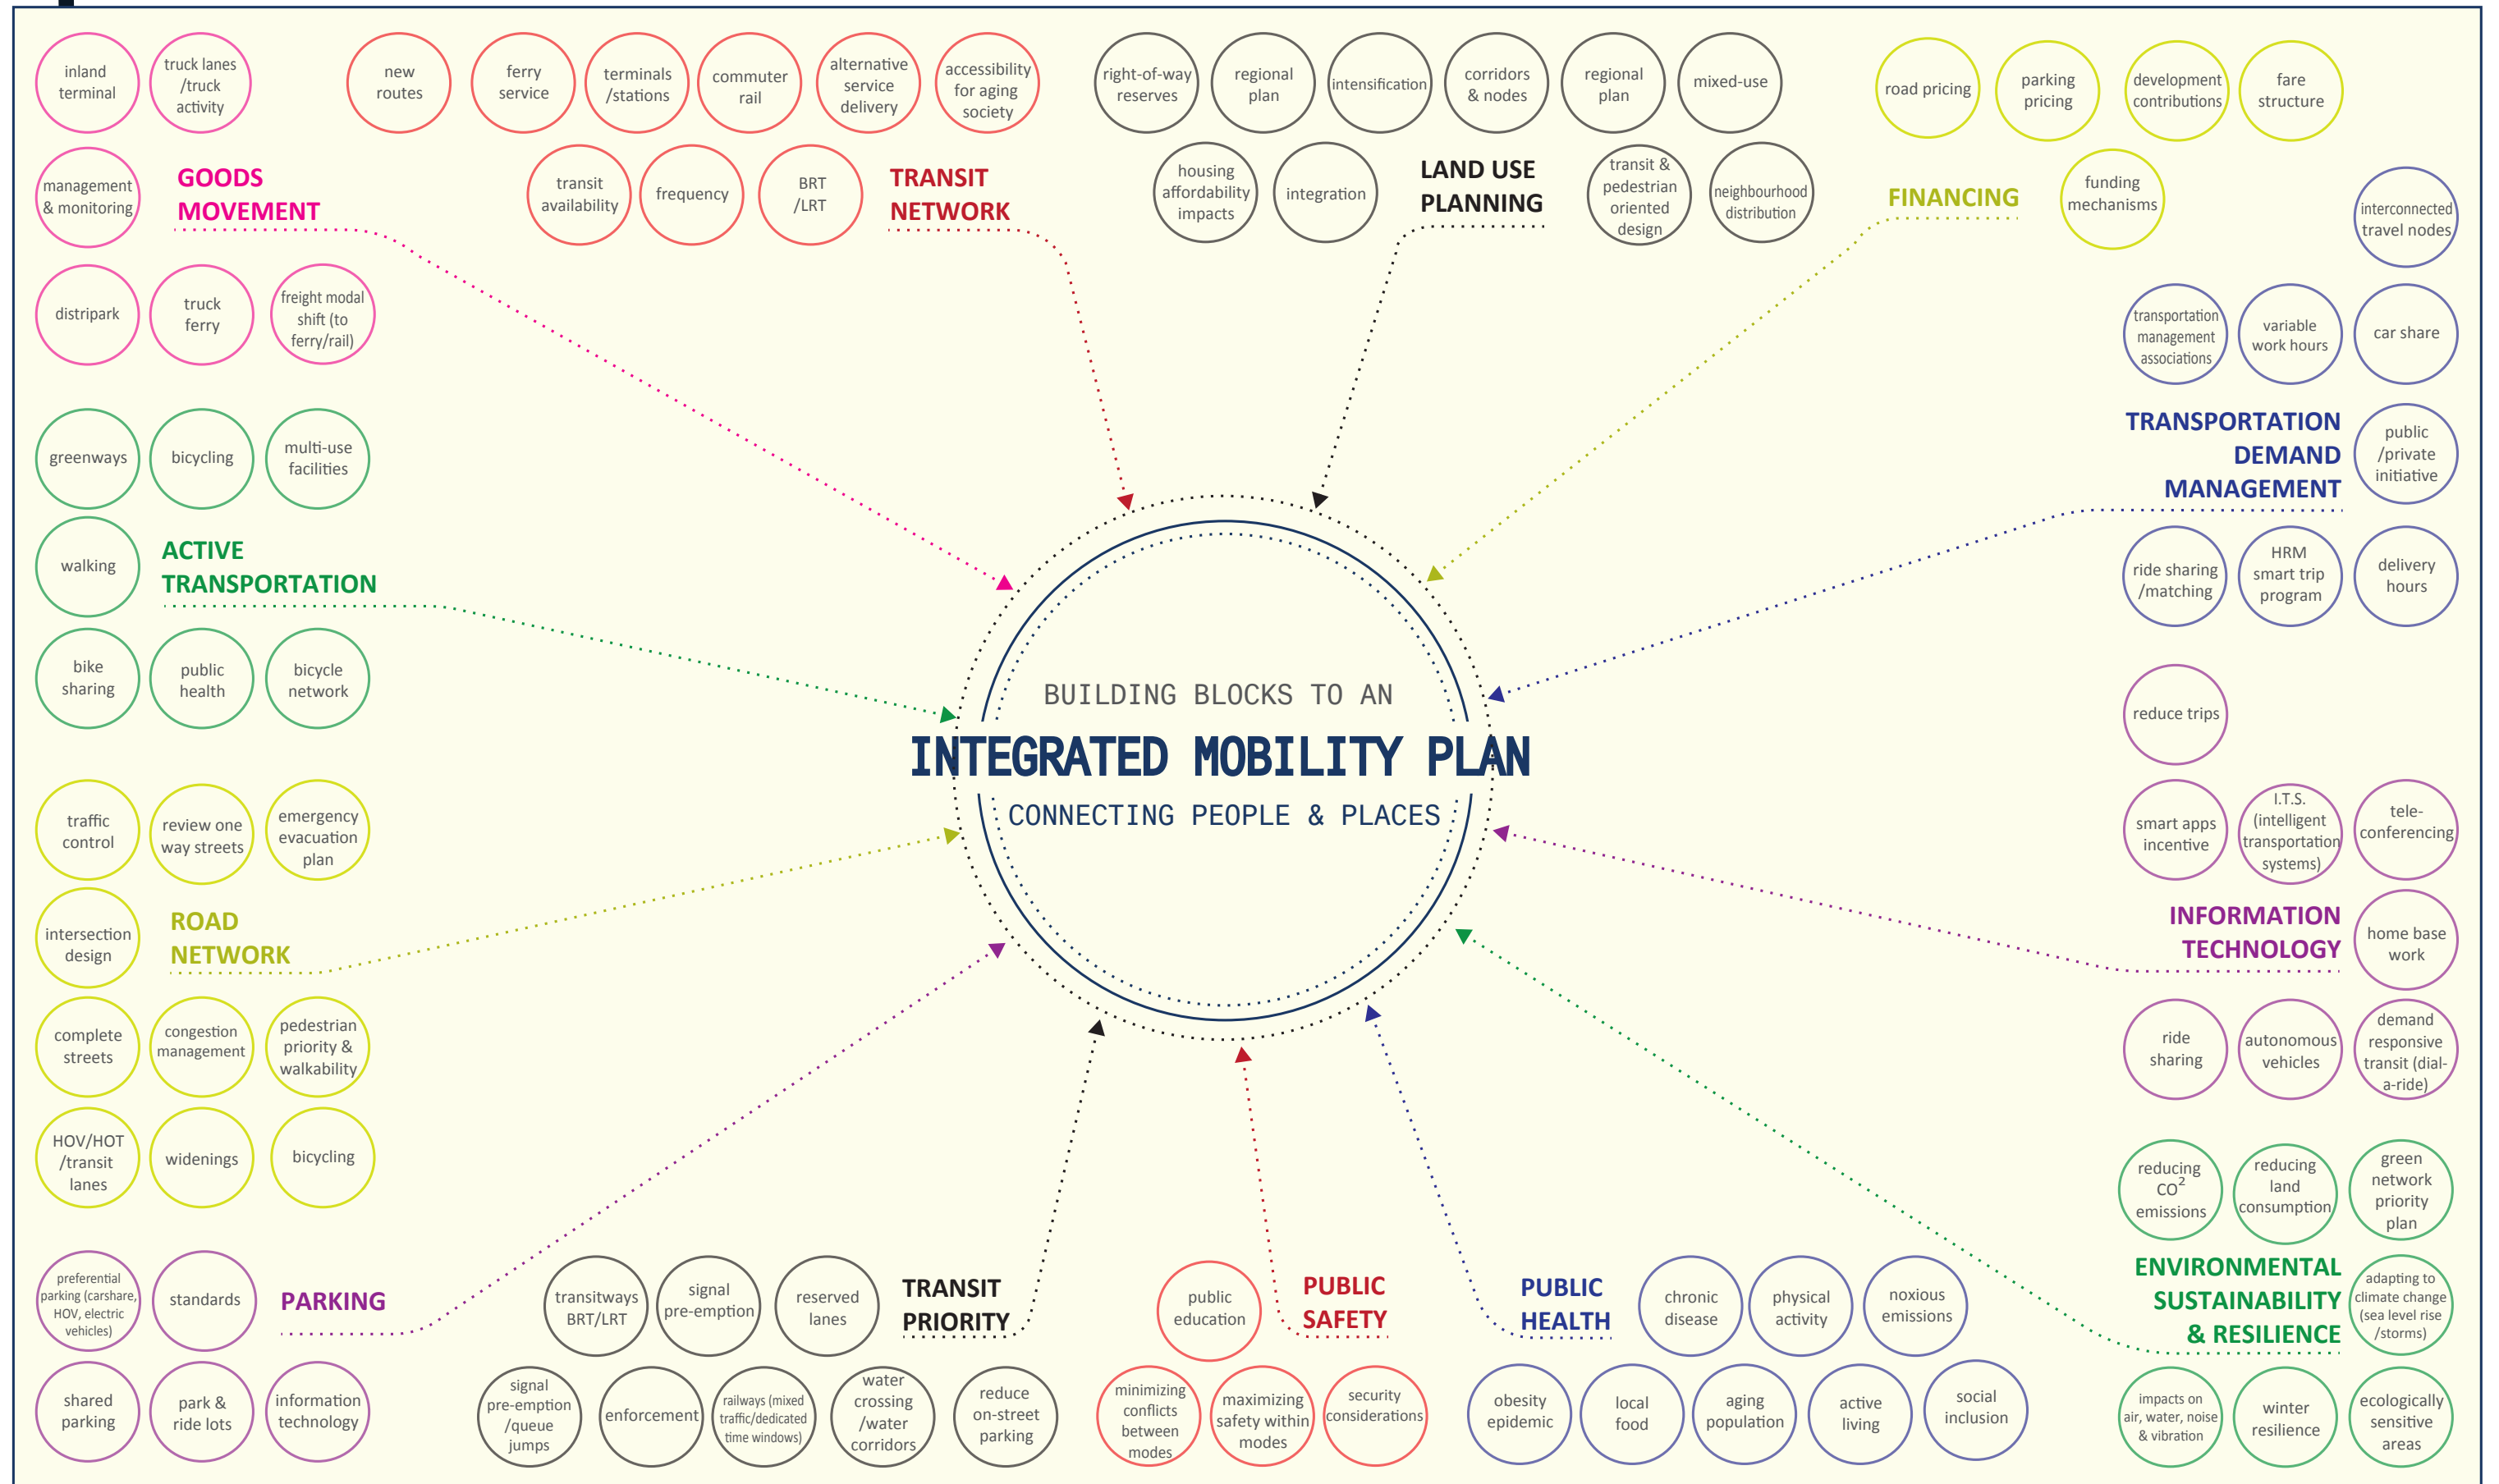 inland
terminal
truck lanes
/truck
activity
management
& monitoring
GOODS
MOVEMENT
distripark
truck
ferry
freight modal
shift (to
ferry/rail)
new
routes
ferry
service
terminals
/stations
commuter
rail
alternative
service
delivery
accessibility
for aging
society
transit
availability
frequency
BRT
/LRT
TRANSIT
NETWORK
right-of-way
reserves
regional
plan
intensification
corridors
& nodes
regional
plan
mixed-use
housing
affordability
impacts
integration
LAND USE
PLANNING
transit &
pedestrian
oriented
design
neighbourhood
distribution
road pricing
parking
pricing
development
contributions
fare
structure
FINANCING
funding
mechanisms
interconnected
travel nodes
transportation
management
associations
variable
work hours
car share
TRANSPORTATION
DEMAND
MANAGEMENT
public
/private
initiative
ride sharing
/matching
HRM
smart trip
program
delivery
hours
greenways
bicycling
multi-use
facilities
walking
ACTIVE
TRANSPORTATION
bike
sharing
public
health
bicycle
network
BUILDING BLOCKS TO AN
INTEGRATED MOBILITY PLAN
CONNECTING PEOPLE & PLACES
reduce trips
smart apps
incentive
I.T.S.
(intelligent
transportation
systems)
tele-
conferencing
INFORMATION
TECHNOLOGY
home base
work
ride
sharing
autonomous
vehicles
demand
responsive
transit (dial-
a-ride)
traffic
control
review one
way streets
emergency
evacuation
plan
intersection
design
ROAD
NETWORK
complete
streets
congestion
management
pedestrian
priority &
walkability
HOV/HOT
/transit
lanes
widenings
bicycling
preferential
parking (carshare,
HOV, electric
vehicles)
standards
PARKING
shared
parking
park &
ride lots
information
technology
transitways
BRT/LRT
signal
pre-emption
reserved
lanes
TRANSIT
PRIORITY
signal
pre-emption
/queue
jumps
enforcement
railways (mixed
traffic/dedicated
time windows)
water
crossing
/water
corridors
reduce
on-street
parking
public
education
PUBLIC
SAFETY
minimizing
conflicts
between
modes
maximizing
safety within
modes
security
considerations
PUBLIC
HEALTH
chronic
disease
physical
activity
noxious
emissions
obesity
epidemic
local
food
aging
population
active
living
social
inclusion
reducing
CO²
emissions
reducing
land
consumption
green
network
priority
plan
ENVIRONMENTAL
SUSTAINABILITY
& RESILIENCE
adapting to
climate change
(sea level rise
/storms)
impacts on
air, water, noise
& vibration
winter
resilience
ecologically
sensitive
areas